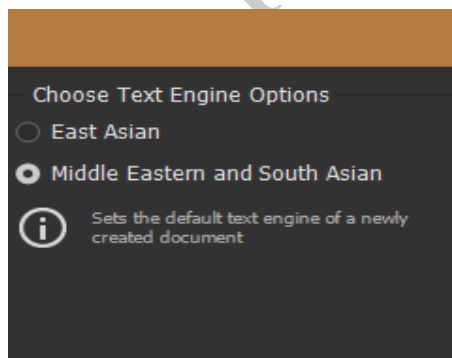 Choose Text Engine Options
East Asian
Middle Eastern and South Asian
Sets the default text engine of a newly
created document